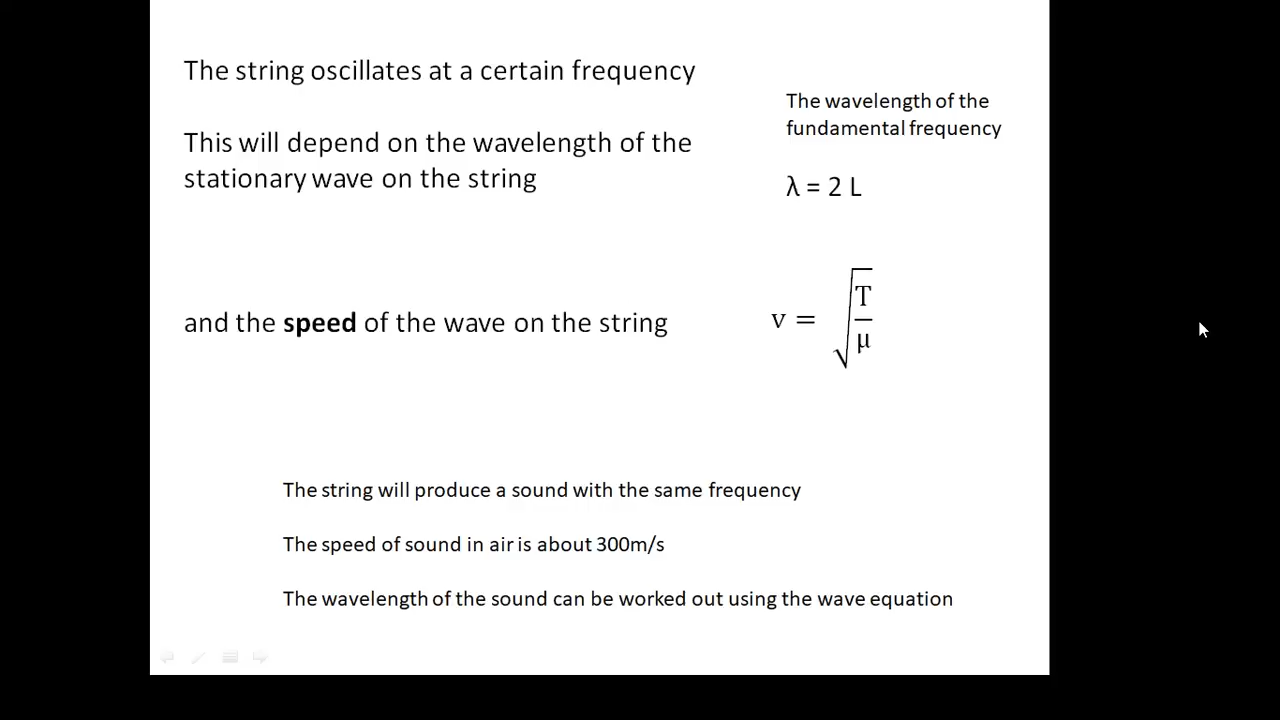 The string oscillates at a certain frequency
The wavelength of the
fundamental frequency
This will depend on the wavelength of the
stationary wave on the string
λ = 2 L
and the speed of the wave on the string
v = √(T/μ)
The string will produce a sound with the same frequency
The speed of sound in air is about 300m/s
The wavelength of the sound can be worked out using the wave equation